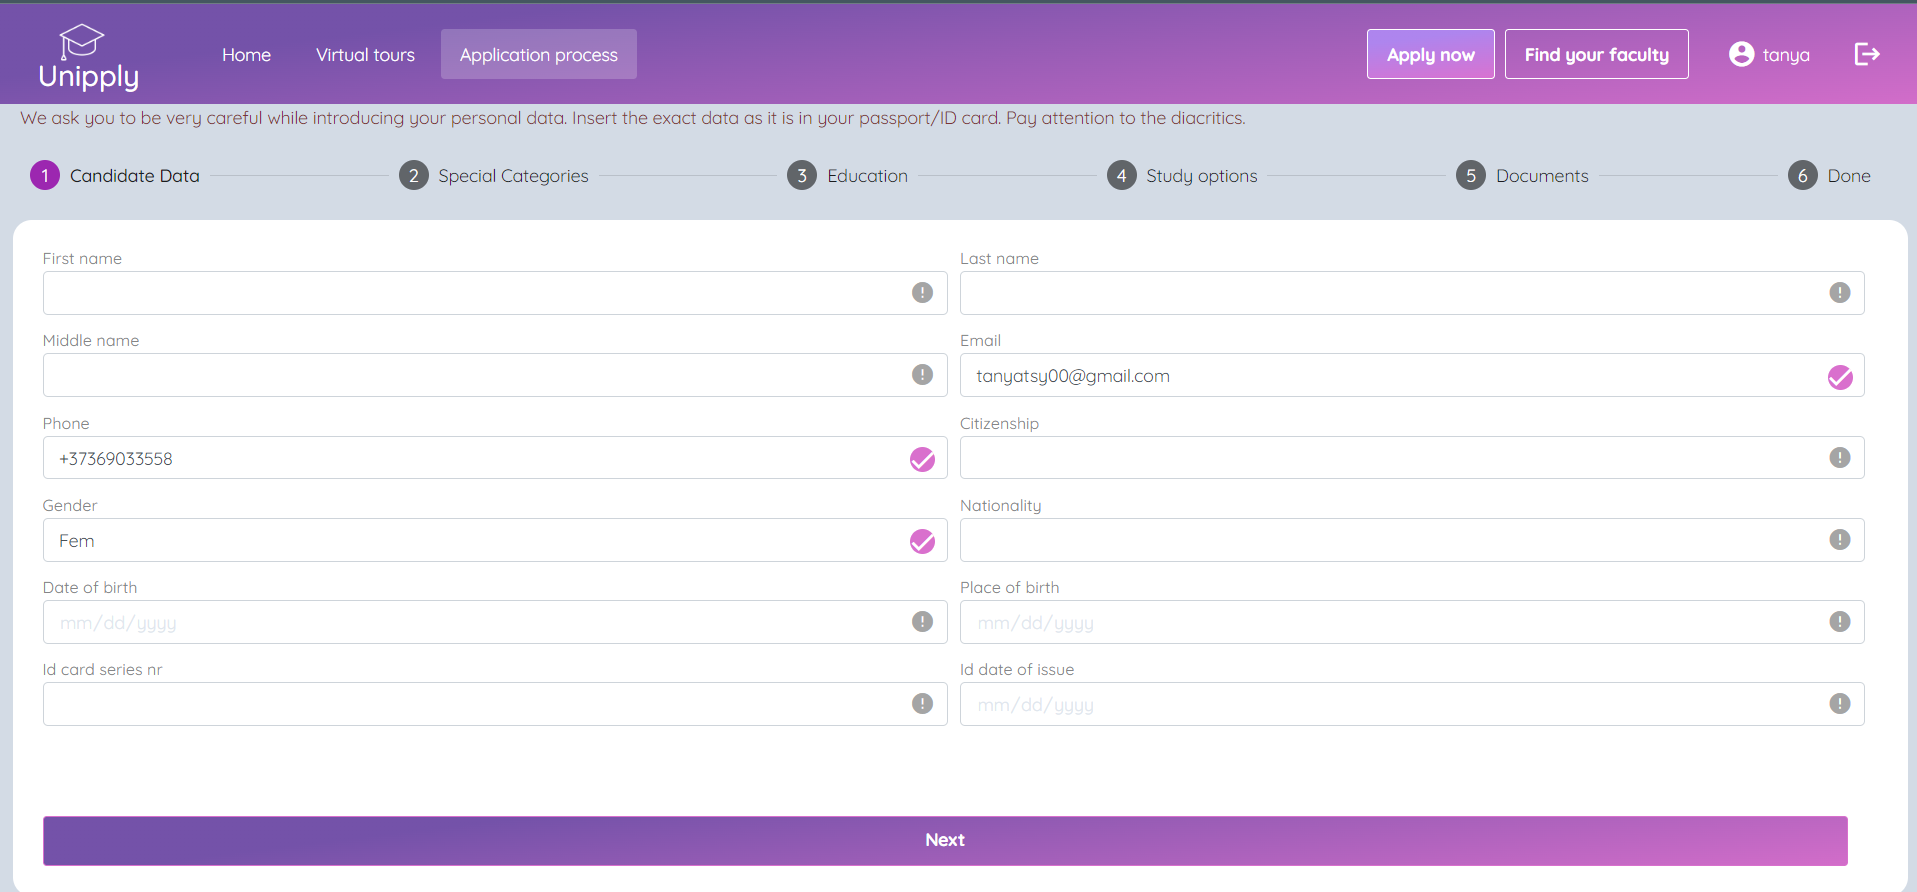 Unipply
Home
Virtual tours
Application process
Apply now
Find your faculty
tanya
We ask you to be very careful while introducing your personal data. Insert the exact data as it is in your passport/ID card. Pay attention to the diacritics.
1 Candidate Data
2 Special Categories
3 Education
4 Study options
5 Documents
6 Done
First name
Last name
Middle name
Email
tanyatsy00@gmail.com
Phone
+37369033558
Citizenship
Gender
Fem
Nationality
Date of birth
mm/dd/yyyy
Place of birth
mm/dd/yyyy
Id card series nr
Id date of issue
mm/dd/yyyy
Next